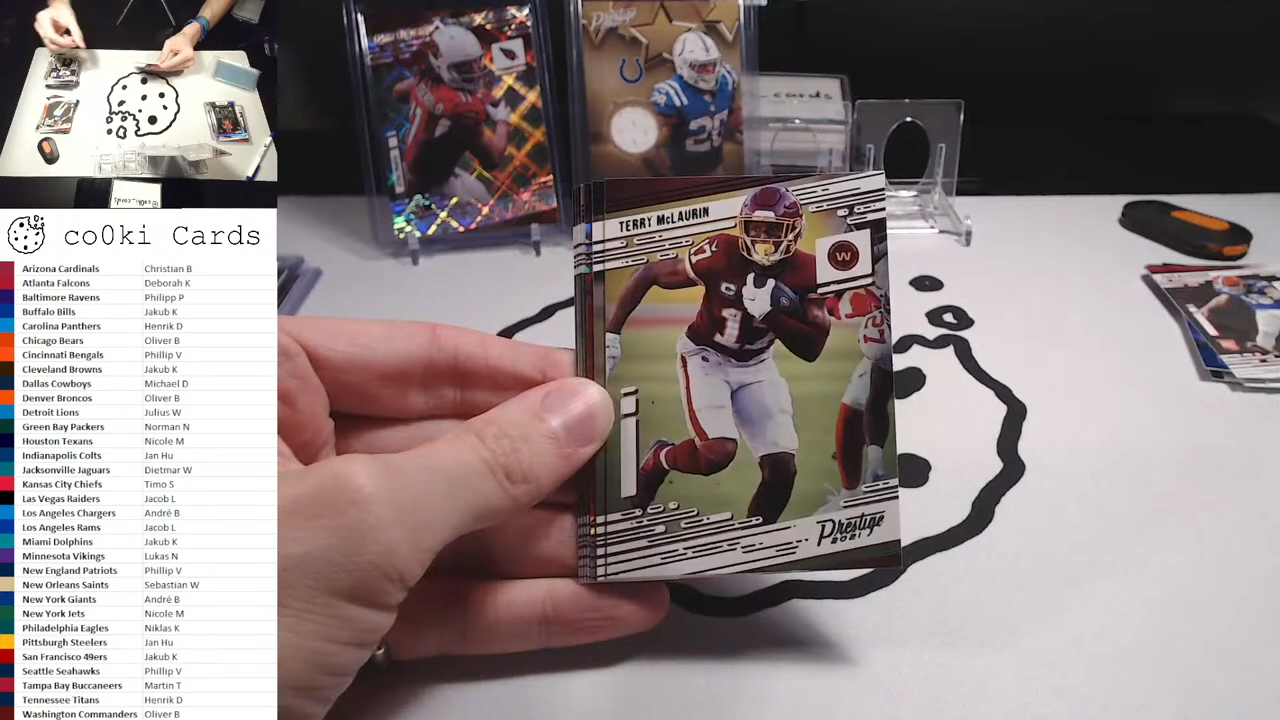 co0ki Cards
Arizona Cardinals Christian B
Atlanta Falcons Deborah K
Baltimore Ravens Philipp P
Buffalo Bills Jakub K
Carolina Panthers Henrik D
Chicago Bears Oliver B
Cincinnati Bengals Phillip V
Cleveland Browns Jakub K
Dallas Cowboys Michael D
Denver Broncos Oliver B
Detroit Lions Julius W
Green Bay Packers Norman N
Houston Texans Nicole M
Indianapolis Colts Jan Hu
Jacksonville Jaguars Dietmar W
Kansas City Chiefs Timo S
Las Vegas Raiders Jacob L
Los Angeles Chargers André B
Los Angeles Rams Jacob L
Miami Dolphins Jakub K
Minnesota Vikings Lukas N
New England Patriots Phillip V
New Orleans Saints Sebastian W
New York Giants André B
New York Jets Nicole M
Philadelphia Eagles Niklas K
Pittsburgh Steelers Jan Hu
San Francisco 49ers Jakub K
Seattle Seahawks Phillip V
Tampa Bay Buccaneers Martin T
Tennessee Titans Henrik D
Washington Commanders Oliver B
Prestige
28
cards
TERRY McLAURIN
W
17
C
17
27
Prestige
2021